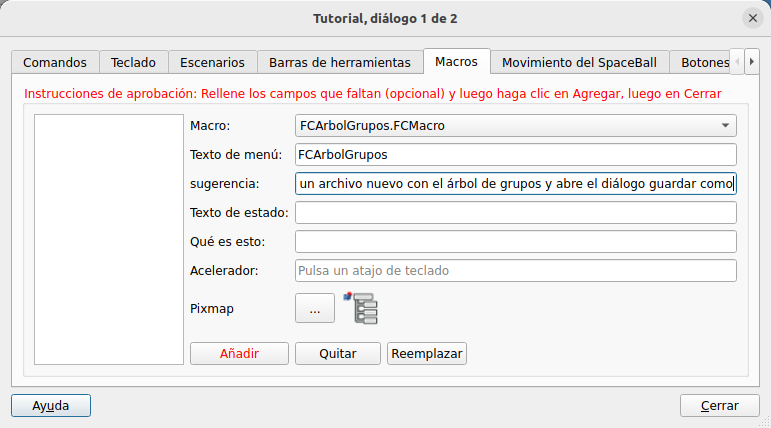 Tutorial, diálogo 1 de 2
Comandos Teclado Escenarios Barras de herramientas Macros Movimiento del SpaceBall Botones
Instrucciones de aprobación: Rellene los campos que faltan (opcional) y luego haga clic en Agregar, luego en Cerrar
Macro: FCArbolGrupos.FCMacro
Texto de menú: FCArbolGrupos
sugerencia: un archivo nuevo con el árbol de grupos y abre el diálogo guardar como
Texto de estado:
Qué es esto:
Acelerador: Pulsa un atajo de teclado
Pixmap ...
Añadir Quitar Reemplazar
Ayuda Cerrar